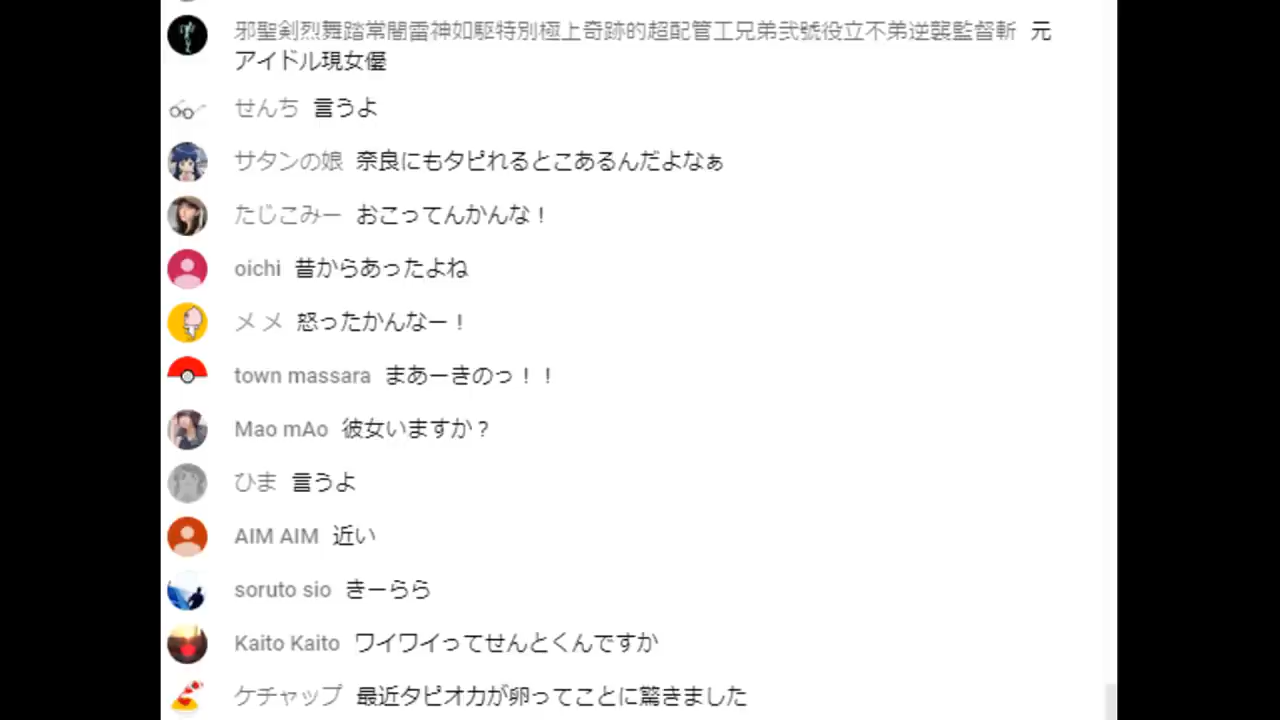 邪聖剣烈舞踏常闇雷神如駆特別極上奇跡的超配管工兄弟弐號役立不弟逆襲監督斬 元
アイドル現女優
せんち 言うよ
サタンの娘 奈良にもタピれるとこあるんだよなぁ
たじこみー おこってんかんな！
oichi 昔からあったよね
メ メ 怒ったかんなー！
town massara まあーきのっ！！
Mao mAo 彼女いますか？
ひま 言うよ
AIM AIM 近い
soruto sio きーらら
Kaito Kaito ワイワイってせんとくんですか
ケチャップ 最近タピオカが卵ってことに驚きました